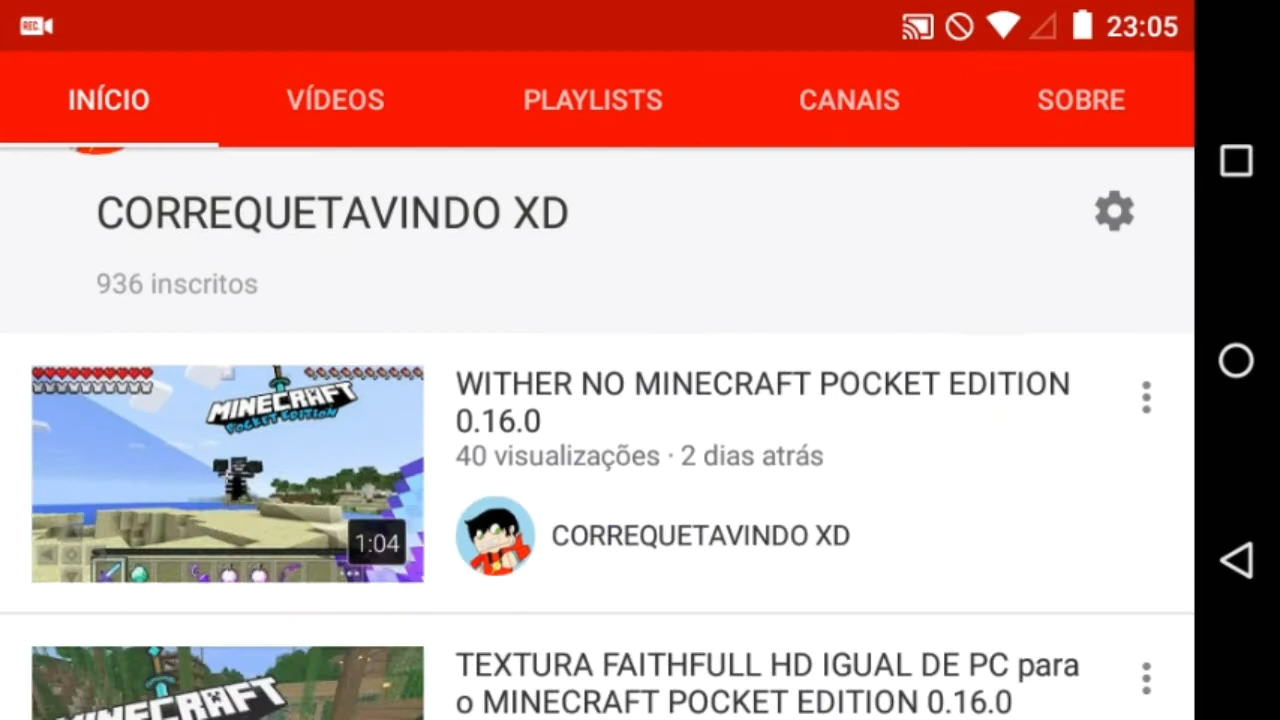 REC
23:05
INÍCIO VÍDEOS PLAYLISTS CANAIS SOBRE
CORREQUETAVINDO XD
936 inscritos
MINECRAFT
POCKET EDITION
1:04
WITHER NO MINECRAFT POCKET EDITION
0.16.0
40 visualizações · 2 dias atrás
CORREQUETAVINDO XD
MINECRAFT
TEXTURA FAITHFULL HD IGUAL DE PC para
o MINECRAFT POCKET EDITION 0.16.0